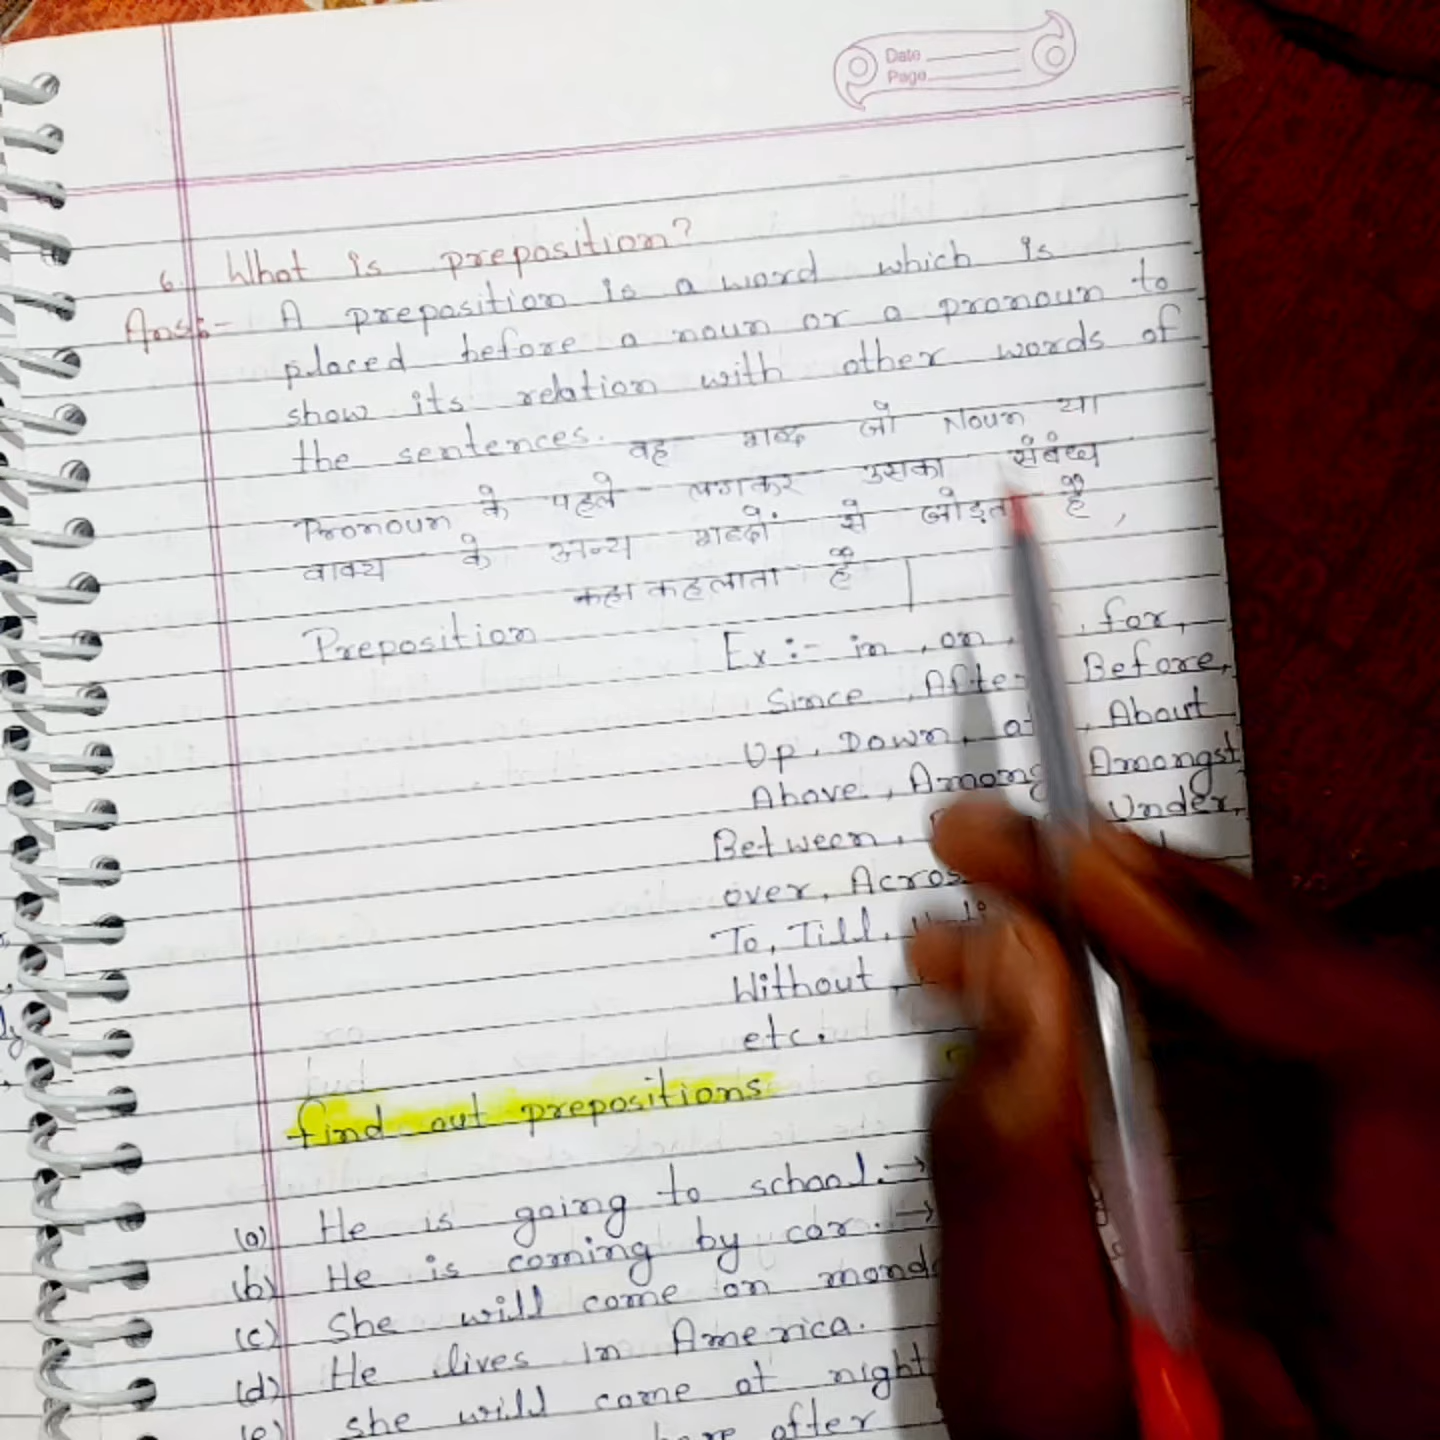 Date
Page
6. What is preposition?
Ans:- A preposition is a word which is
placed before a noun or a pronoun to
show its relation with other words of
the sentences. वह शब्द जो Noun या
Pronoun के पहले लगकर उसका संबंध
वाक्य के अन्य शब्दों से जोड़ता है,
Preposition कहलाता है |
Ex:- in, on, for,
Since, After, Before,
Up, Down, at, About
Above, Among Amongst
Between, Under,
over, Across
To, Till,
Without,
etc.
find out prepositions
(a) He is going to school. →
(b) He is coming by car. →
(c) She will come on
(d) He lives in America.
(e) She will come at night
after